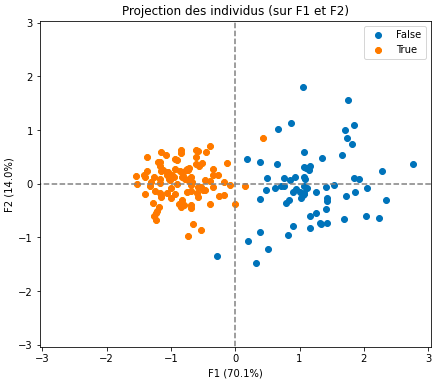 Projection des individus (sur F1 et F2)
False
True
F2 (14.0%)
3
2
1
0
−1
−2
−3
−3
−2
−1
0
1
2
3
F1 (70.1%)